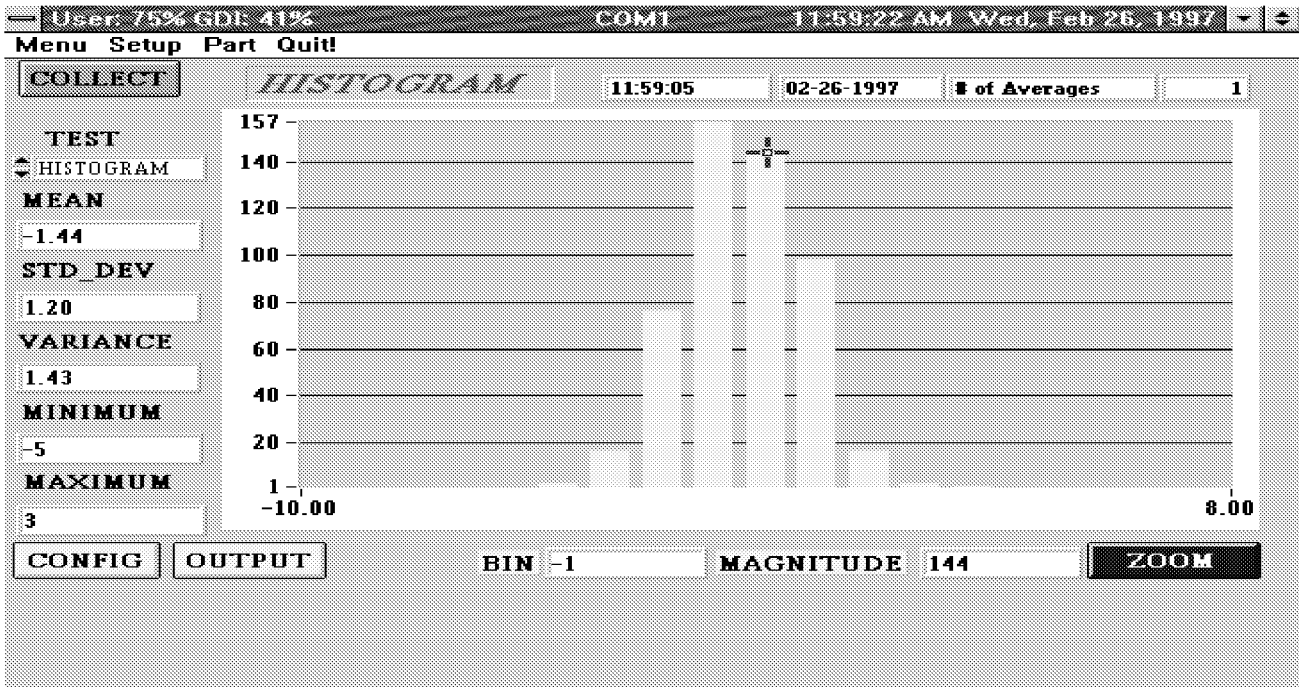 User: 75% GDI: 41% COM1 11:59:22 AM Wed, Feb 26, 1997
Menu Setup Part Quit!
COLLECT HISTOGRAM 11:59:05 02-26-1997 # of Averages 1
TEST
HISTOGRAM
MEAN
-1.44
STD_DEV
1.20
VARIANCE
1.43
MINIMUM
-5
MAXIMUM
3
157
140
120
100
80
60
40
20
1
-10.00 8.00
CONFIG OUTPUT BIN -1 MAGNITUDE 144 ZOOM